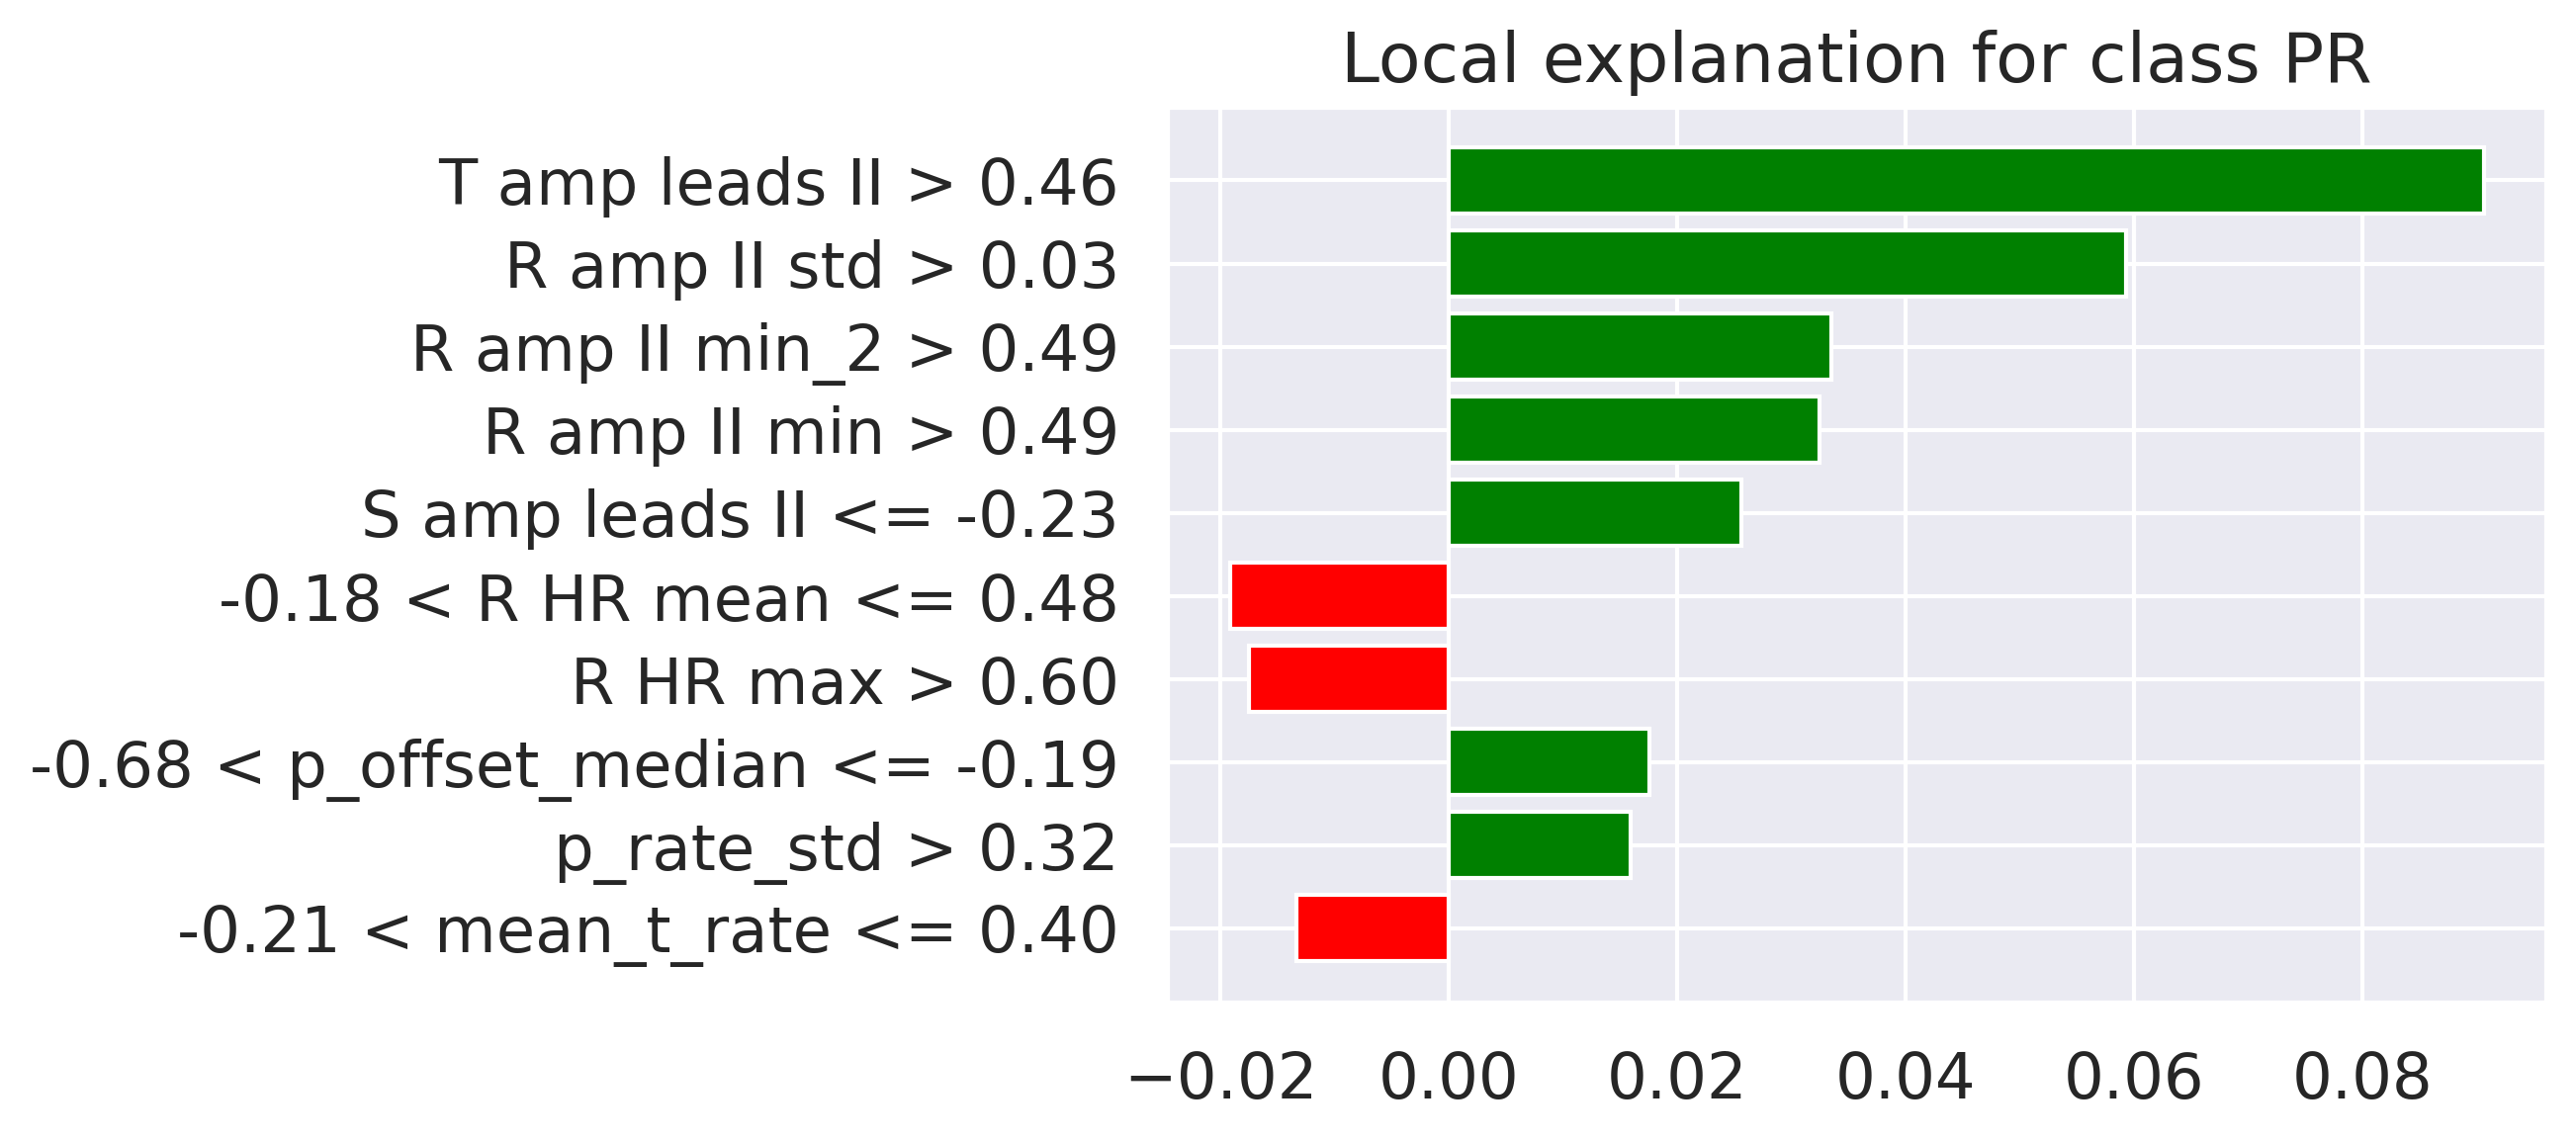 Local explanation for class PR
T amp leads II > 0.46
R amp II std > 0.03
R amp II min_2 > 0.49
R amp II min > 0.49
S amp leads II <= -0.23
-0.18 < R HR mean <= 0.48
R HR max > 0.60
-0.68 < p_offset_median <= -0.19
p_rate_std > 0.32
-0.21 < mean_t_rate <= 0.40
−0.02 0.00 0.02 0.04 0.06 0.08